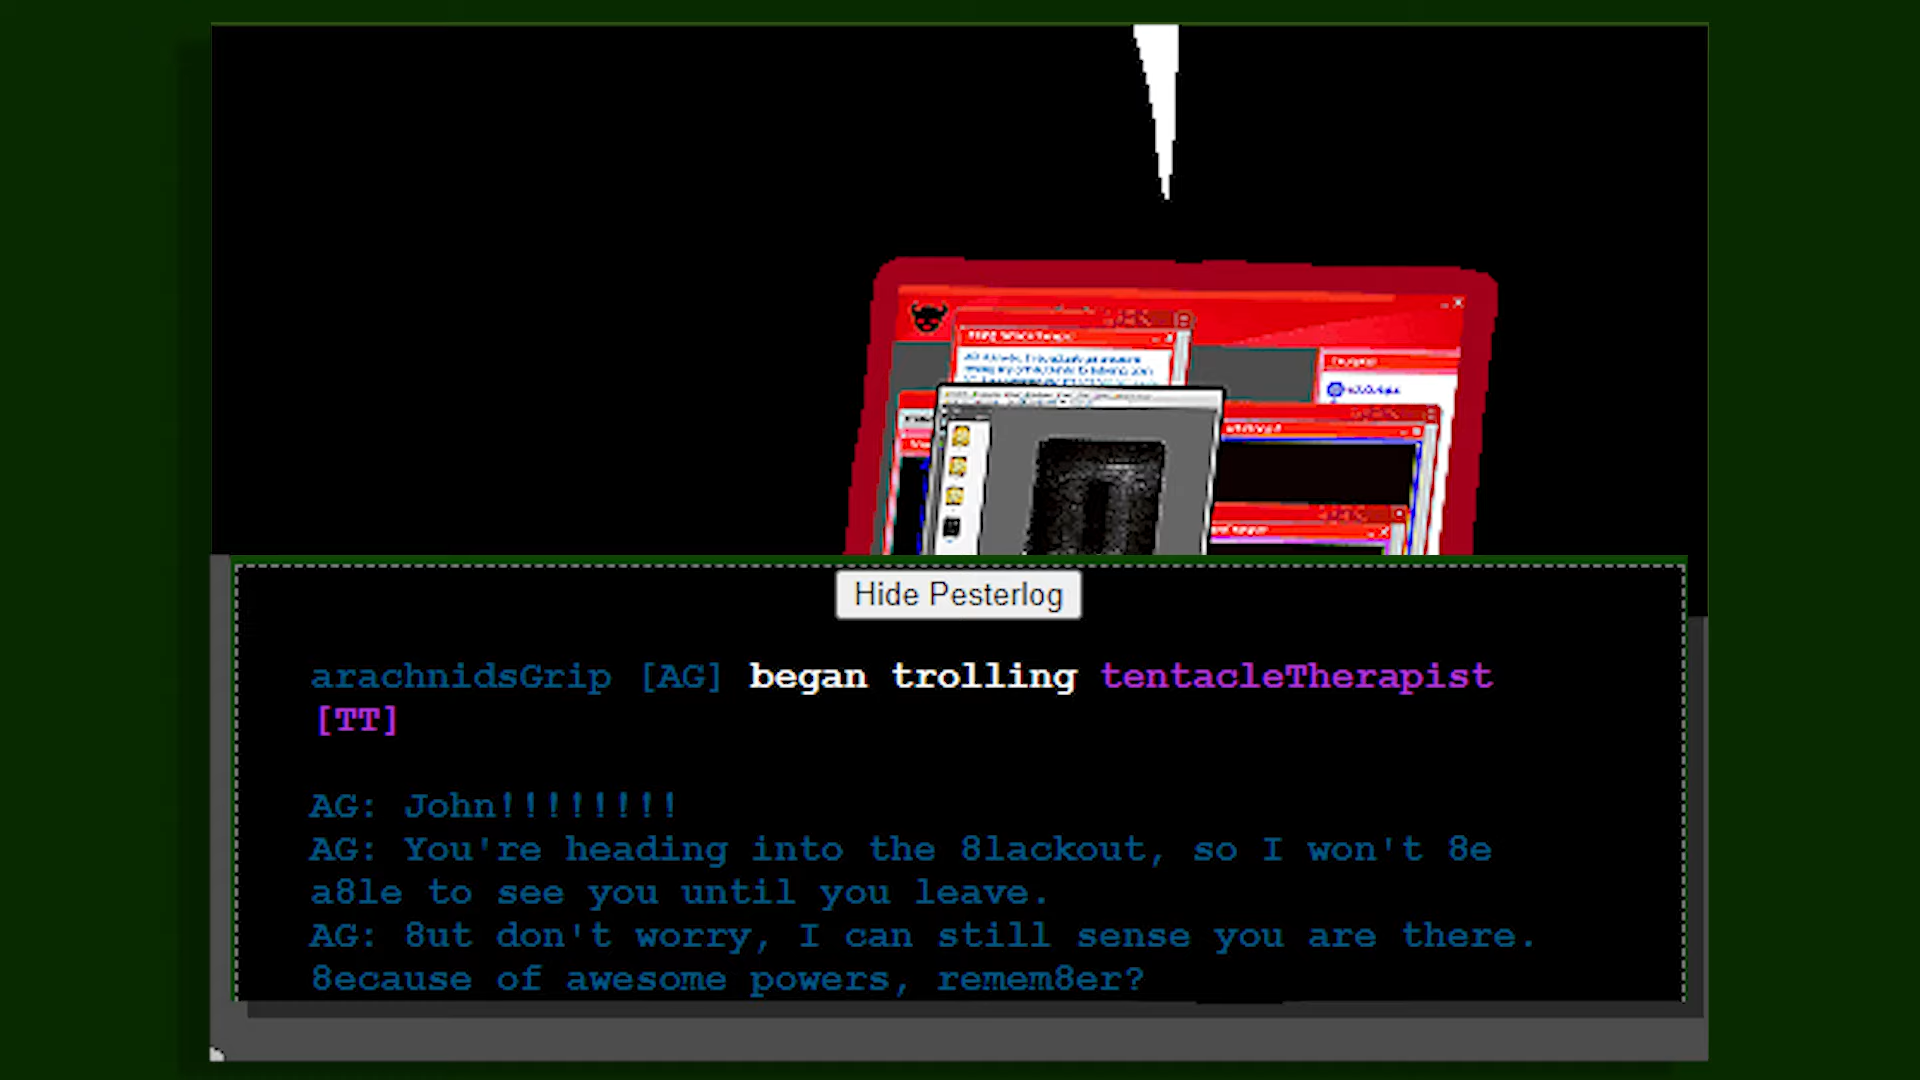 Hide Pesterlog
arachnidsGrip [AG] began trolling tentacleTherapist
[TT]
AG: John!!!!!!!!
AG: You're heading into the 8lackout, so I won't 8e
a8le to see you until you leave.
AG: 8ut don't worry, I can still sense you are there.
8ecause of awesome powers, remem8er?